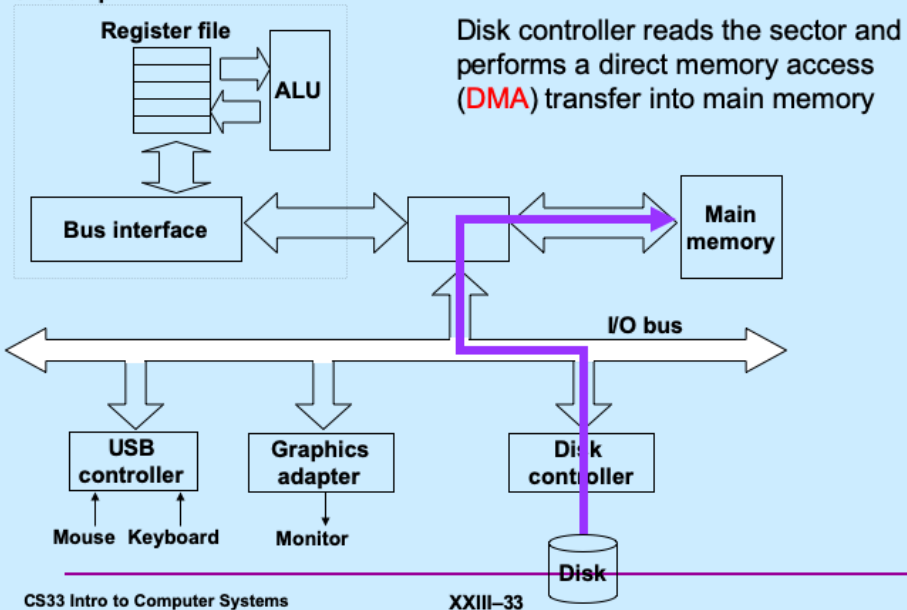 Register file
ALU
Disk controller reads the sector and
performs a direct memory access
(DMA) transfer into main memory
Bus interface
Main
memory
I/O bus
USB
controller
Graphics
adapter
Disk
controller
Mouse Keyboard
Monitor
Disk
CS33 Intro to Computer Systems
XXIII–33